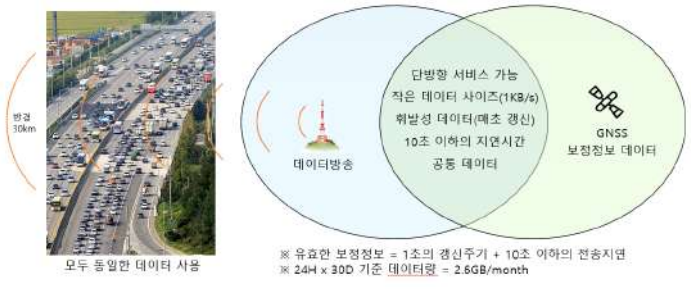 반경
30km
모두 동일한 데이터 사용
데이터방송
단방향 서비스 가능
작은 데이터 사이즈(1KB/s)
휘발성 데이터(매초 갱신)
10초 이하의 지연시간
공통 데이터
GNSS
보정정보 데이터
※ 유효한 보정정보 = 1초의 갱신주기 + 10초 이하의 전송지연
※ 24H x 30D 기준 데이터량 = 2.6GB/month